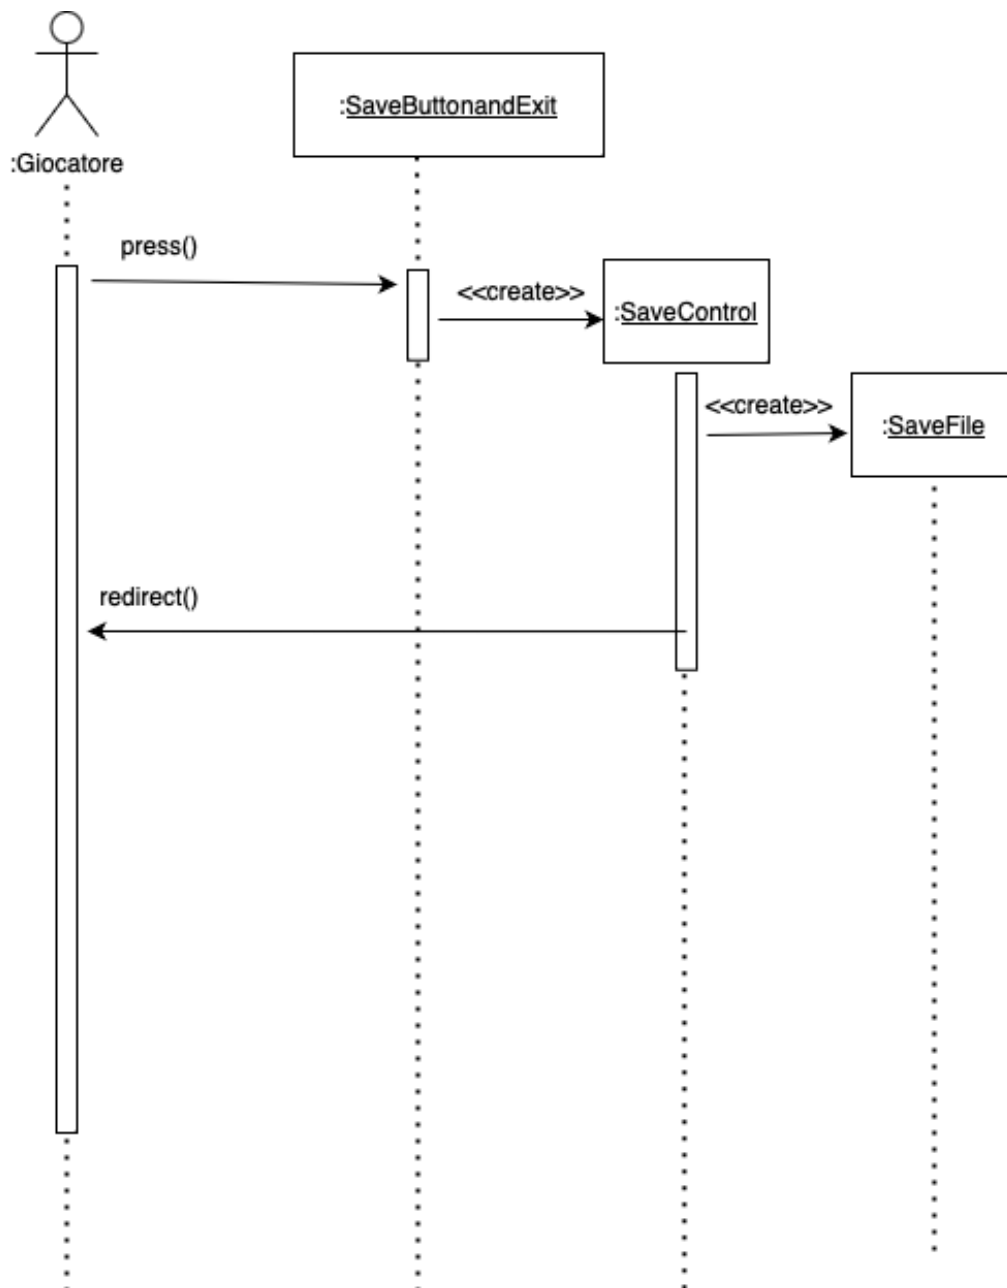 :SaveButtonandExit
:Giocatore
press()
<<create>>
:SaveControl
<<create>>
:SaveFile
redirect()